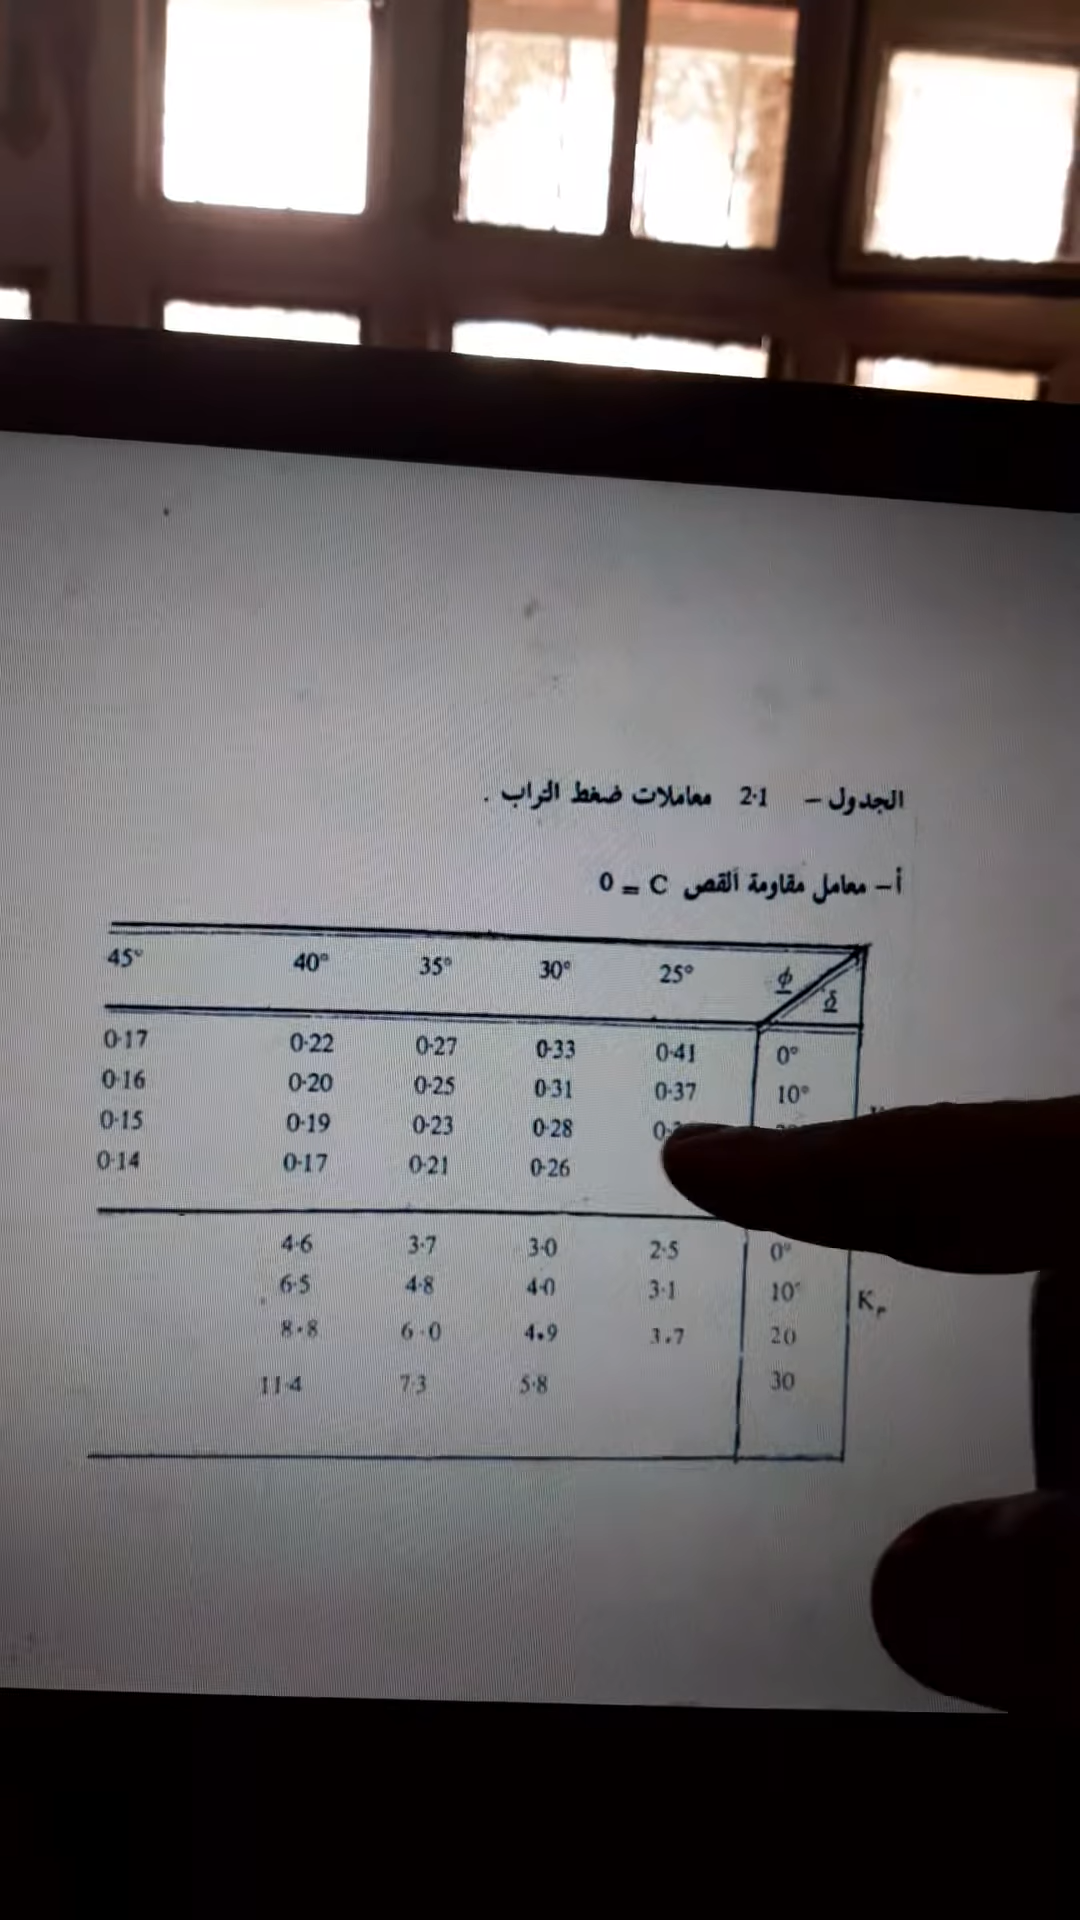 الجدول – 2·1 معاملات ضغط التراب .
أ – معامل مقاومة القص C = 0
45° 40° 35° 30° 25° φ δ
0·17 0·22 0·27 0·33 0·41 0°
0·16 0·20 0·25 0·31 0·37 10°
0·15 0·19 0·23 0·28
0·14 0·17 0·21 0·26
4·6 3·7 3·0 2·5 0°
6·5 4·8 4·0 3·1 10° Kₚ
8·8 6·0 4·9 3·7 20
11·4 7·3 5·8 30